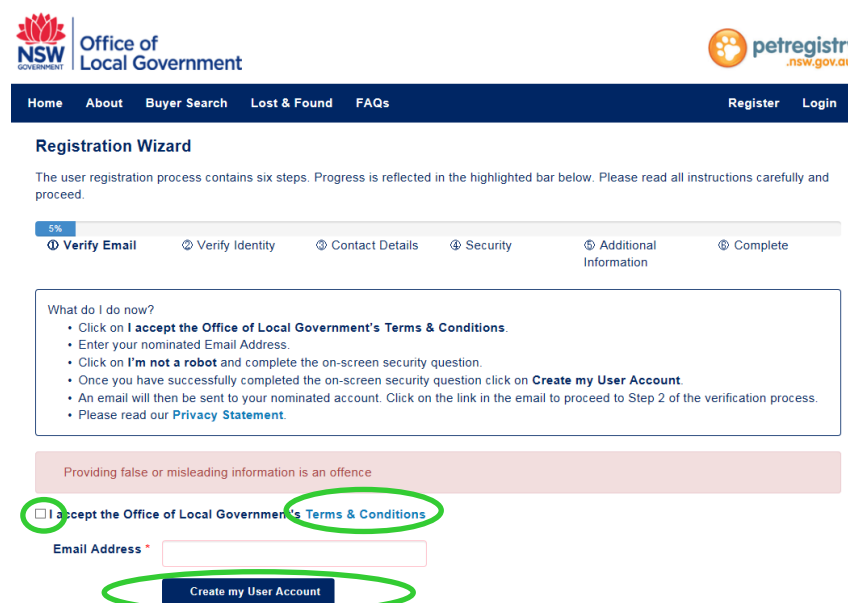 NSW
GOVERNMENT
Office of
Local Government
petregistry
.nsw.gov.au
Home About Buyer Search Lost & Found FAQs Register Login
Registration Wizard
The user registration process contains six steps. Progress is reflected in the highlighted bar below. Please read all instructions carefully and
proceed.
5%
① Verify Email ② Verify Identity ③ Contact Details ④ Security ⑤ Additional Information ⑥ Complete
What do I do now?
• Click on I accept the Office of Local Government's Terms & Conditions.
• Enter your nominated Email Address.
• Click on I'm not a robot and complete the on-screen security question.
• Once you have successfully completed the on-screen security question click on Create my User Account.
• An email will then be sent to your nominated account. Click on the link in the email to proceed to Step 2 of the verification process.
• Please read our Privacy Statement.
Providing false or misleading information is an offence
I accept the Office of Local Government's Terms & Conditions
Email Address *
Create my User Account